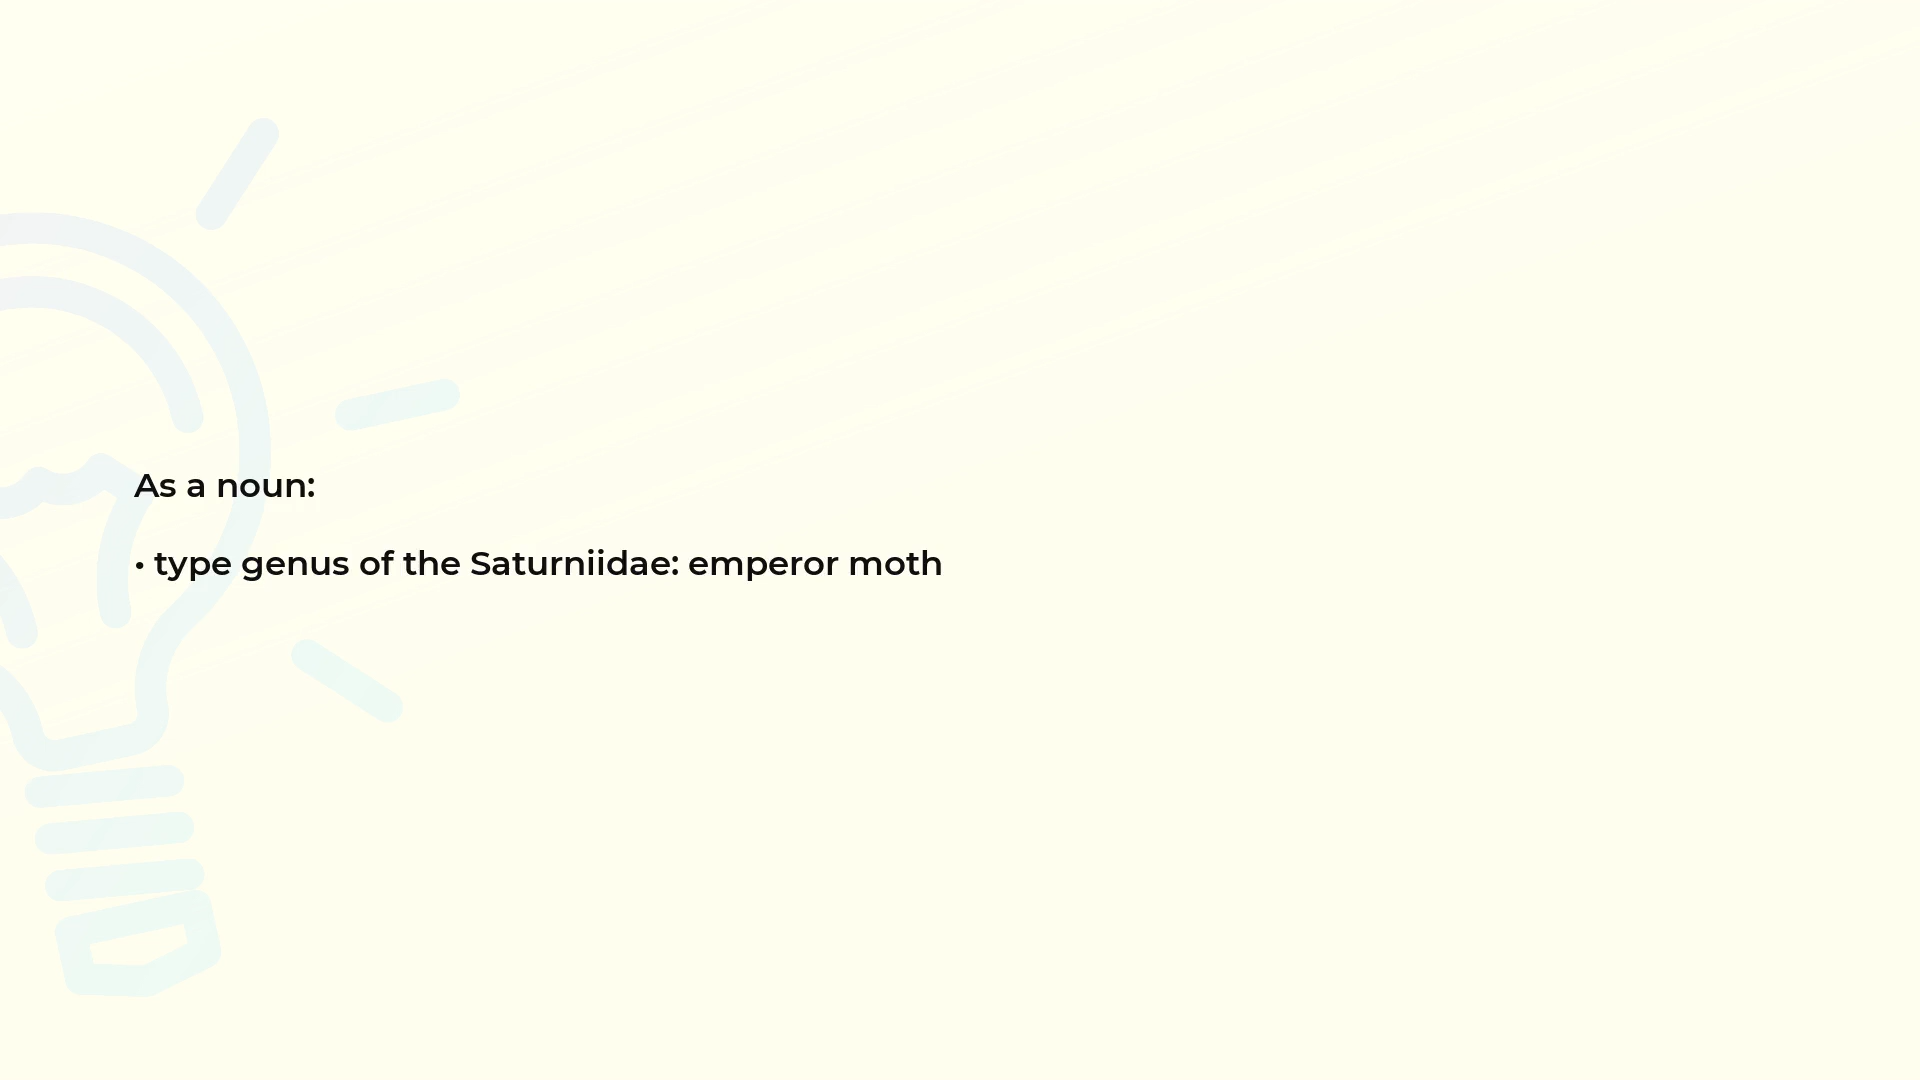 As a noun:
• type genus of the Saturniidae: emperor moth